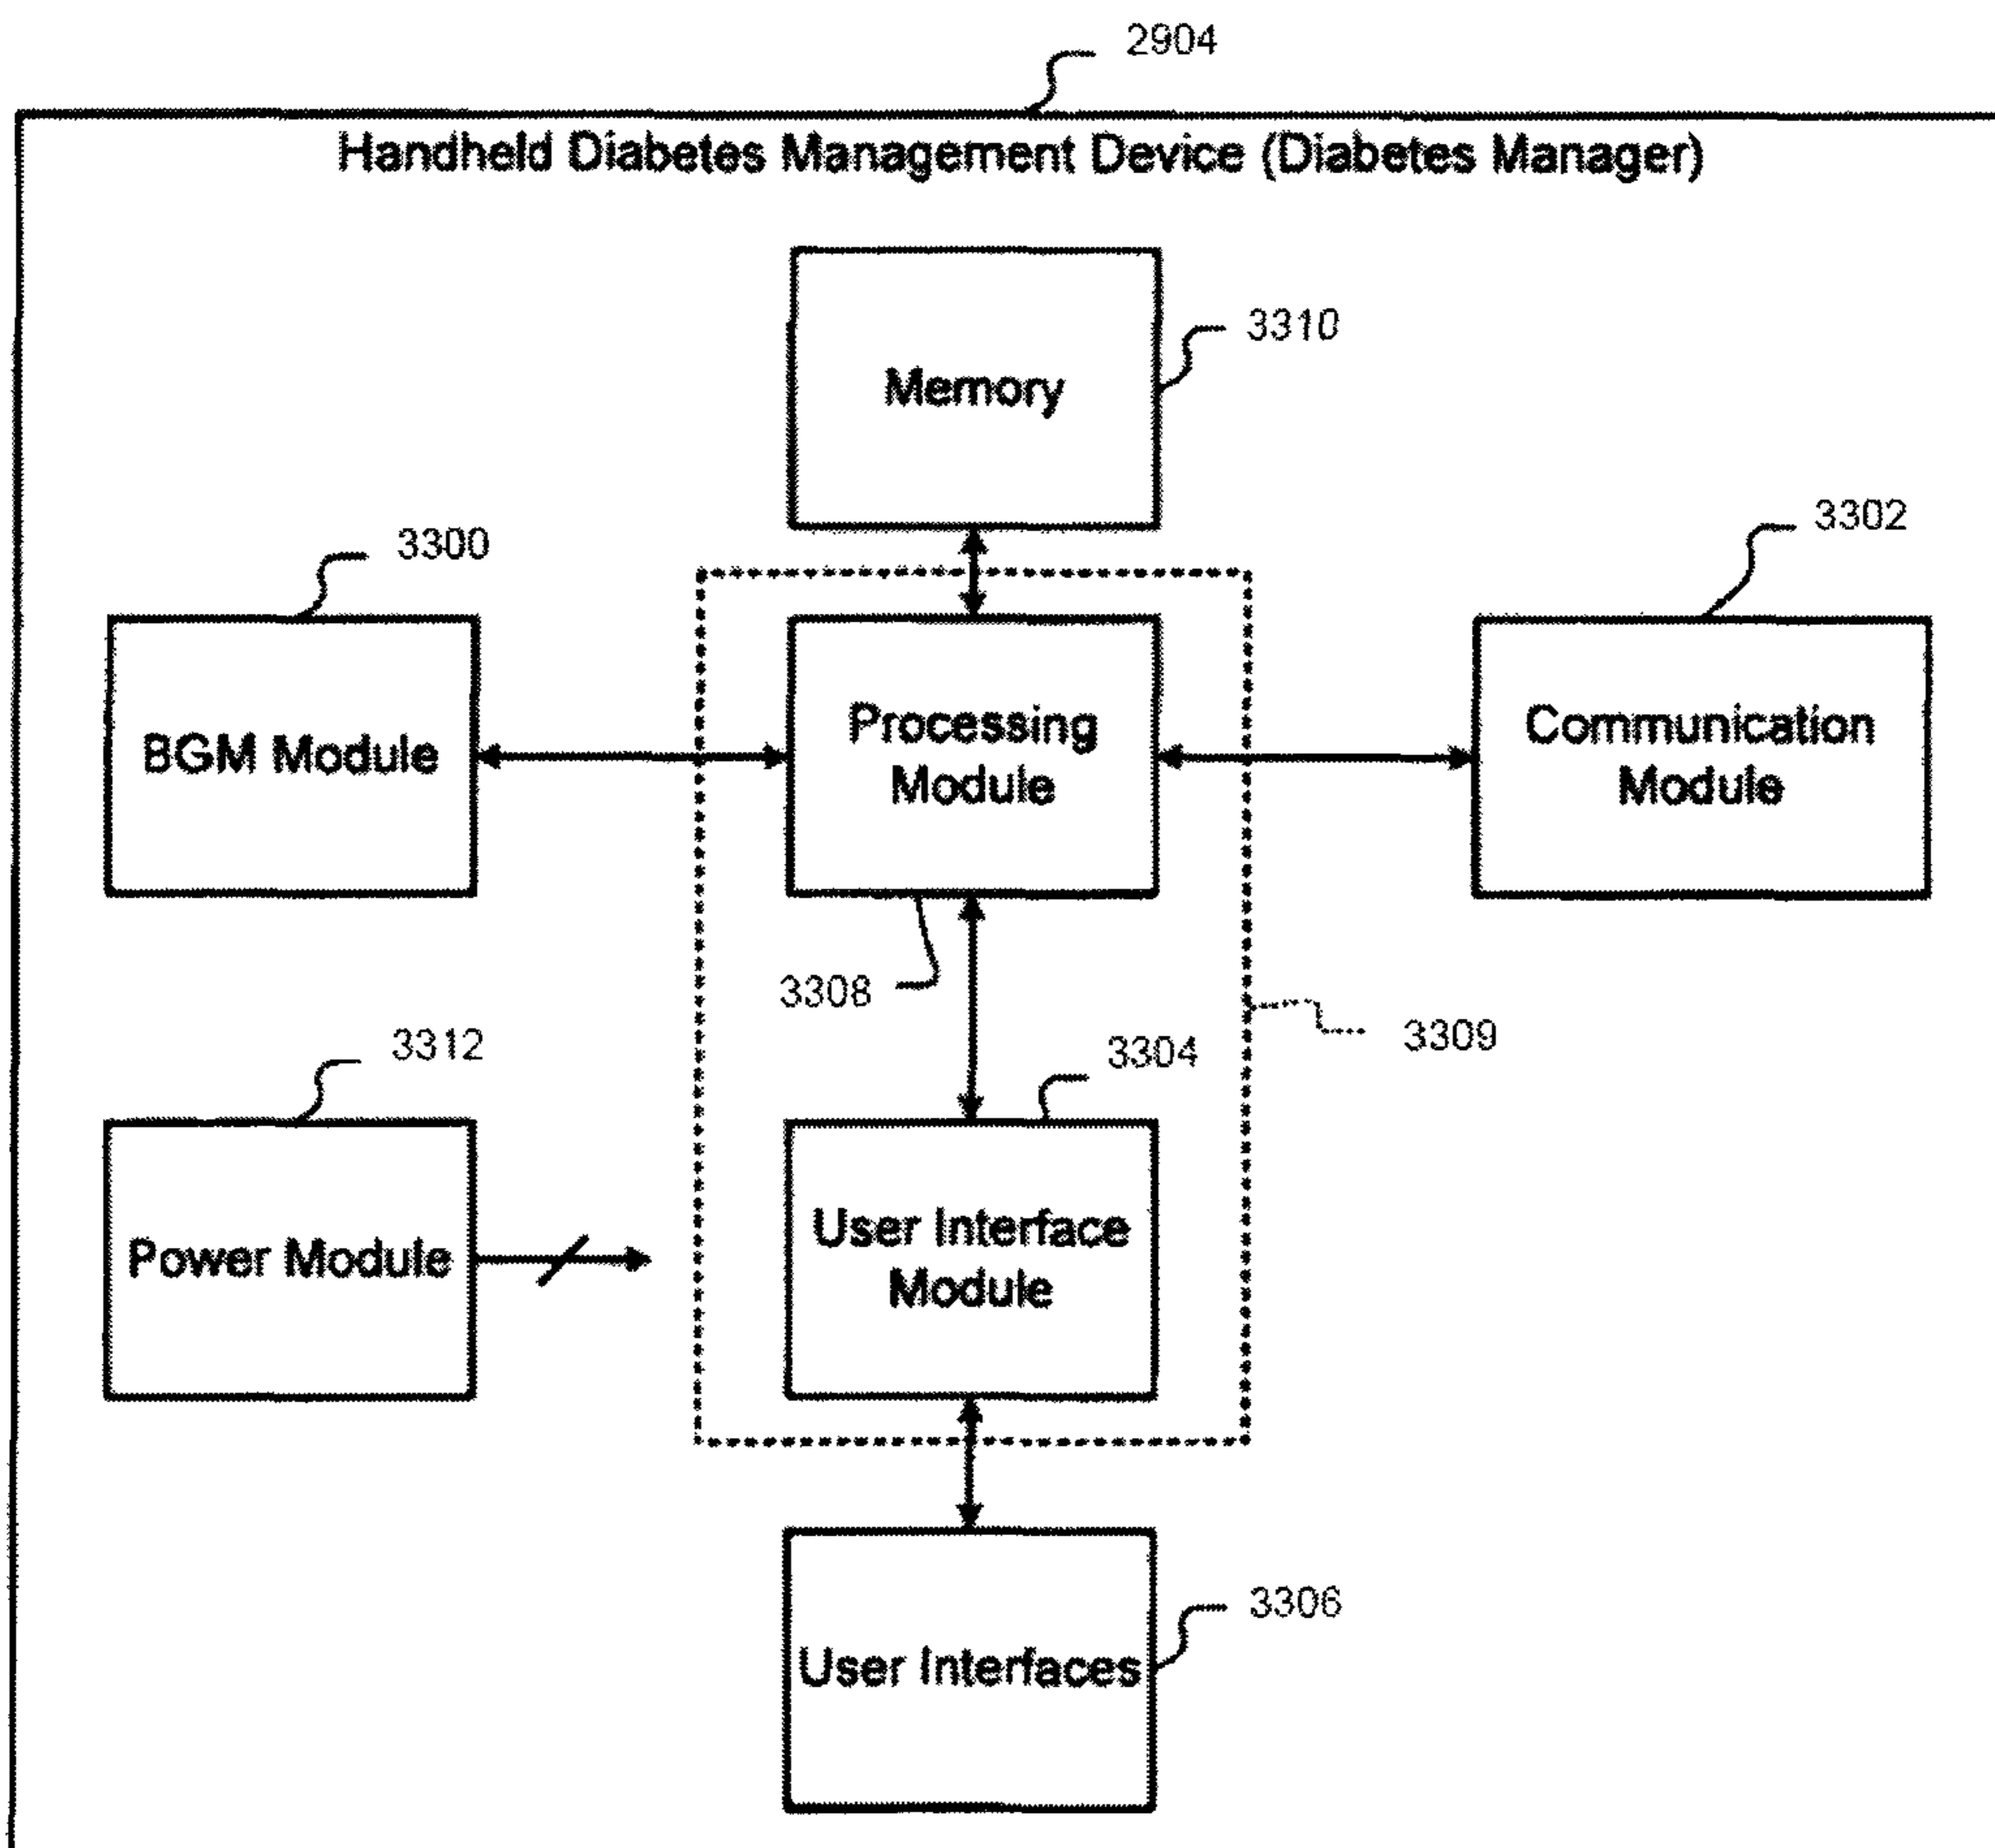 2904
Handheld Diabetes Management Device (Diabetes Manager)
Memory
3310
3300
3302
BGM Module
Processing
Module
Communication
Module
3308
3309
3312
3304
Power Module
User Interface
Module
User Interfaces
3306